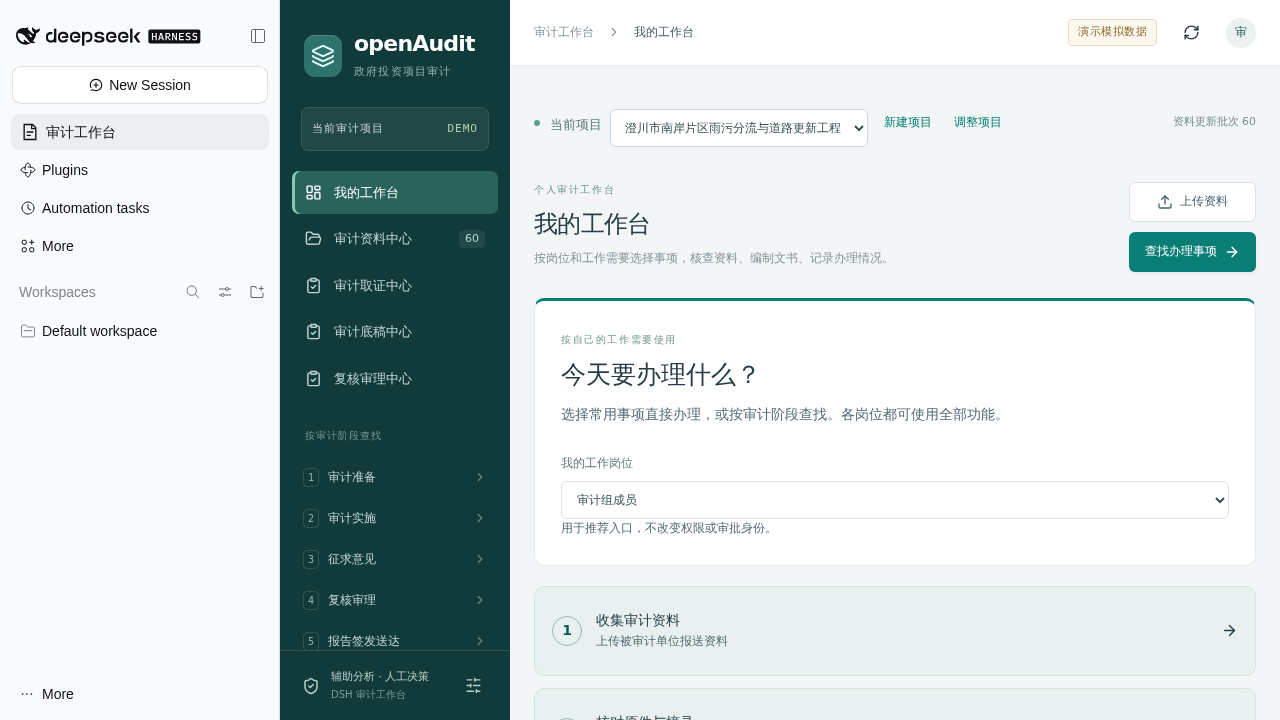 deepseek HARNESS
New Session
审计工作台
Plugins
Automation tasks
More
Workspaces
Default workspace
More
openAudit
政府投资项目审计
当前审计项目 DEMO
我的工作台
审计资料中心 60
审计取证中心
审计底稿中心
复核审理中心
按审计阶段查找
1 审计准备
2 审计实施
3 征求意见
4 复核审理
5 报告签发送达
辅助分析 · 人工决策
DSH 审计工作台
审计工作台 > 我的工作台
演示模拟数据
审
当前项目 澄川市南岸片区雨污分流与道路更新工程 新建项目 调整项目 资料更新批次 60
个人审计工作台
我的工作台
按岗位和工作需要选择事项，核查资料、编制文书、记录办理情况。
上传资料
查找办理事项
按自己的工作需要使用
今天要办理什么？
选择常用事项直接办理，或按审计阶段查找。各岗位都可使用全部功能。
我的工作岗位
审计组成员
用于推荐入口，不改变权限或审批身份。
1 收集审计资料
上传被审计单位报送资料